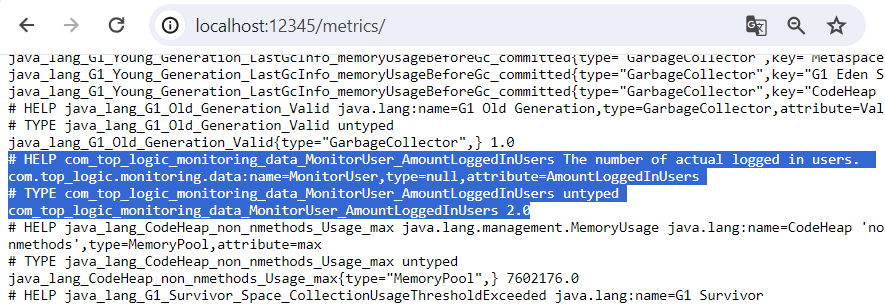 localhost:12345/metrics/
java_lang_G1_Young_Generation_LastGcInfo_memoryUsageBeforeGc_committed{type="GarbageCollector",key="Metaspace
java_lang_G1_Young_Generation_LastGcInfo_memoryUsageBeforeGc_committed{type="GarbageCollector",key="G1 Eden S
java_lang_G1_Young_Generation_LastGcInfo_memoryUsageBeforeGc_committed{type="GarbageCollector",key="CodeHeap
# HELP java_lang_G1_Old_Generation_Valid java.lang:name=G1 Old Generation,type=GarbageCollector,attribute=Val
# TYPE java_lang_G1_Old_Generation_Valid untyped
java_lang_G1_Old_Generation_Valid{type="GarbageCollector",} 1.0
# HELP com_top_logic_monitoring_data_MonitorUser_AmountLoggedInUsers The number of actual logged in users.
com.top.logic.monitoring.data:name=MonitorUser,type=null,attribute=AmountLoggedInUsers
# TYPE com_top_logic_monitoring_data_MonitorUser_AmountLoggedInUsers untyped
com_top_logic_monitoring_data_MonitorUser_AmountLoggedInUsers 2.0
# HELP java_lang_CodeHeap_non_nmethods_Usage_max java.lang.management.MemoryUsage java.lang:name=CodeHeap 'no
nmethods',type=MemoryPool,attribute=max
# TYPE java_lang_CodeHeap_non_nmethods_Usage_max untyped
java_lang_CodeHeap_non_nmethods_Usage_max{type="MemoryPool",} 7602176.0
# HELP java_lang_G1_Survivor_Space_CollectionUsageThresholdExceeded java.lang:name=G1 Survivor